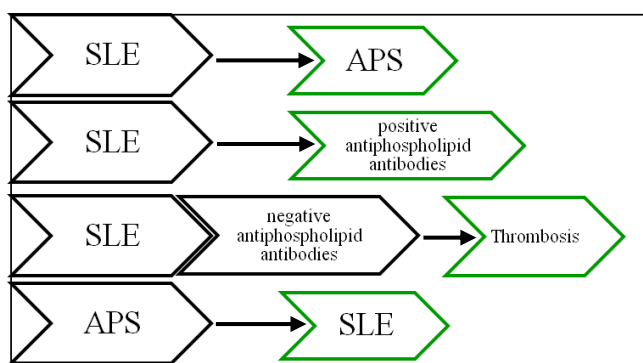 SLE
APS
SLE
positive
antiphospholipid
antibodies
SLE
negative
antiphospholipid
antibodies
Thrombosis
APS
SLE